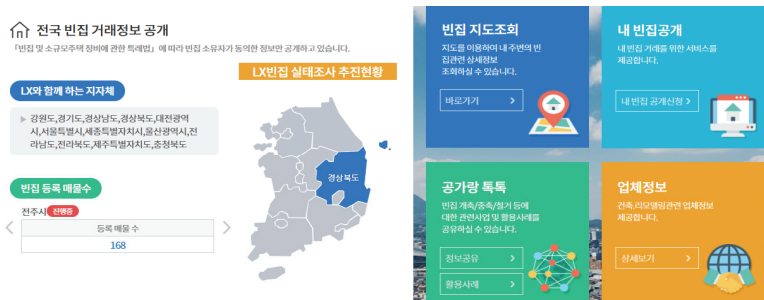 전국 빈집 거래정보 공개
「빈집 및 소규모주택 정비에 관한 특례법」에 따라 빈집 소유자가 동의한 정보만 공개하고 있습니다.
LX빈집 실태조사 추진현황
LX와 함께 하는 지자체
강원도,경기도,경상남도,경상북도,대전광역
시,서울특별시,세종특별자치시,울산광역시,전
라남도,전라북도,제주특별자치도,충청북도
경상북도
빈집 등록 매물수
전주시 진행중
등록 매물 수
168
빈집 지도조회
지도를 이용하여 내 주변의 빈
집관련 상세정보
조회하실 수 있습니다.
바로가기 >
내 빈집공개
내 빈집 거래를 위한 서비스를
제공합니다.
내 빈집 공개신청 >
공가랑 톡톡
빈집 개축/증축/철거 등에
대한 관련사업 및 활용사례를
공유하실 수 있습니다.
정보공유 >
활용사례 >
업체정보
건축,리모델링관련 업체정보
제공합니다.
상세보기 >